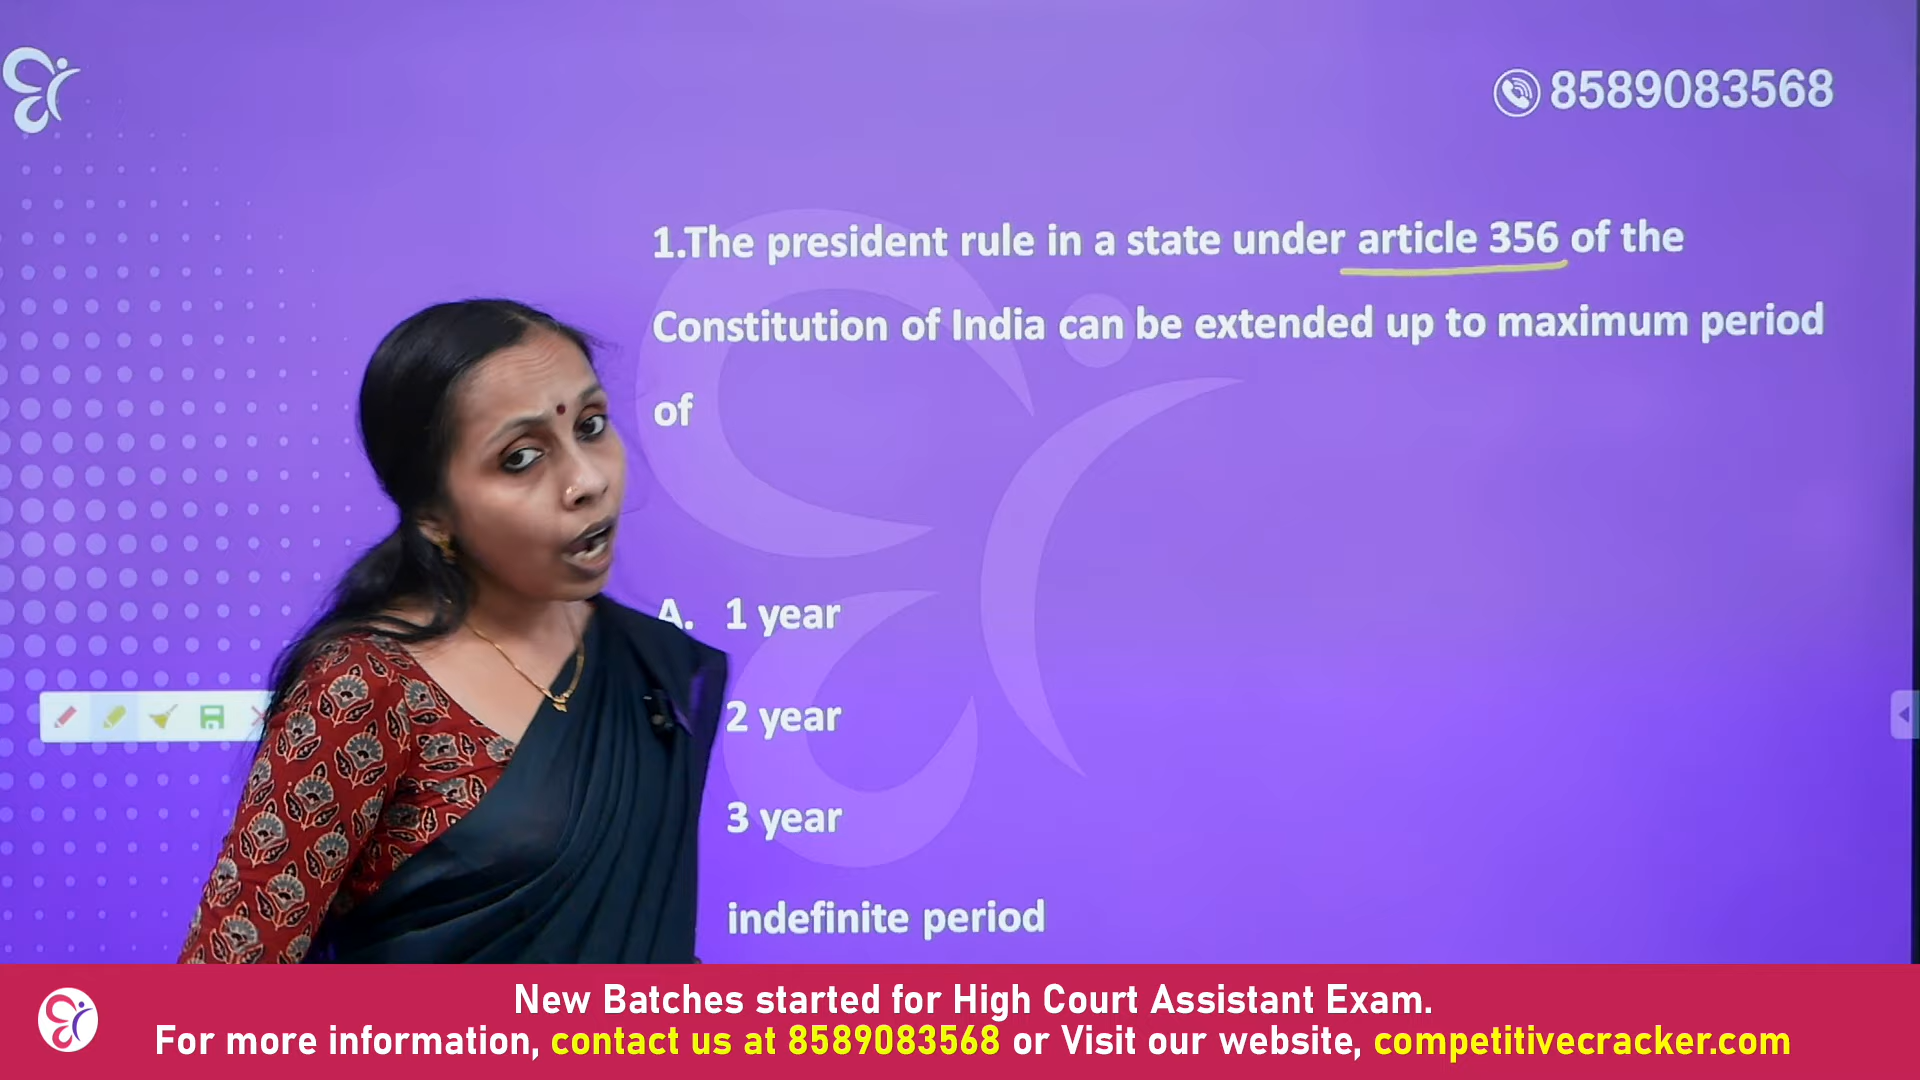 8589083568
1.The president rule in a state under article 356 of the
Constitution of India can be extended up to maximum period
of
A. 1 year
2 year
3 year
indefinite period
New Batches started for High Court Assistant Exam.
For more information, contact us at 8589083568 or Visit our website, competitivecracker.com